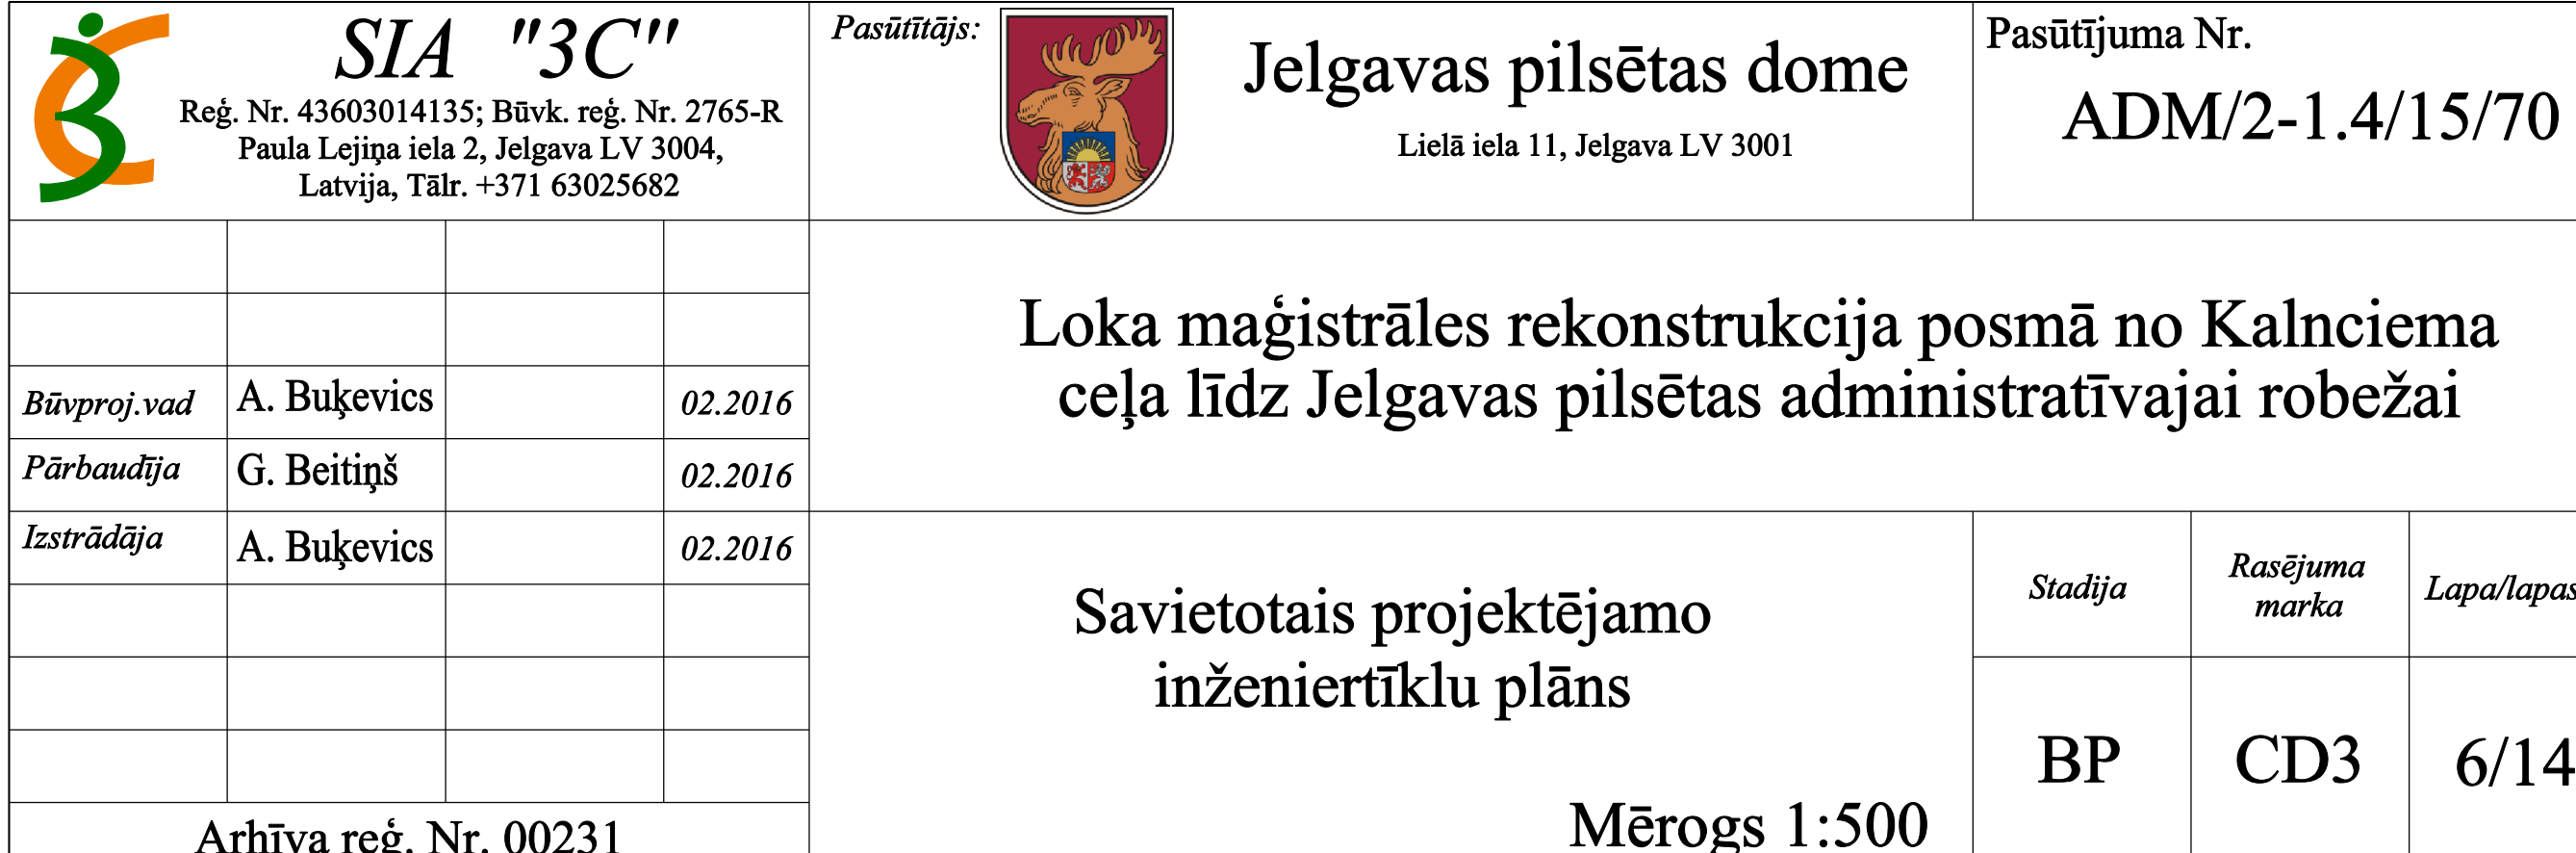 SIA "3C"
Reģ. Nr. 43603014135; Būvk. reģ. Nr. 2765-R
Paula Lejiņa iela 2, Jelgava LV 3004,
Latvija, Tālr. +371 63025682
Pasūtītājs:
Jelgavas pilsētas dome
Lielā iela 11, Jelgava LV 3001
Pasūtījuma Nr.
ADM/2-1.4/15/70
Loka maģistrāles rekonstrukcija posmā no Kalnciema
ceļa līdz Jelgavas pilsētas administratīvajai robežai
Būvproj.vad A. Buķevics 02.2016
Pārbaudīja G. Beitiņš 02.2016
Izstrādāja A. Buķevics 02.2016
Arhīva reģ. Nr. 00231
Savietotais projektējamo
inženiertīklu plāns
Mērogs 1:500
Stadija
Rasējuma
marka
Lapa/lapas
BP
CD3
6/14